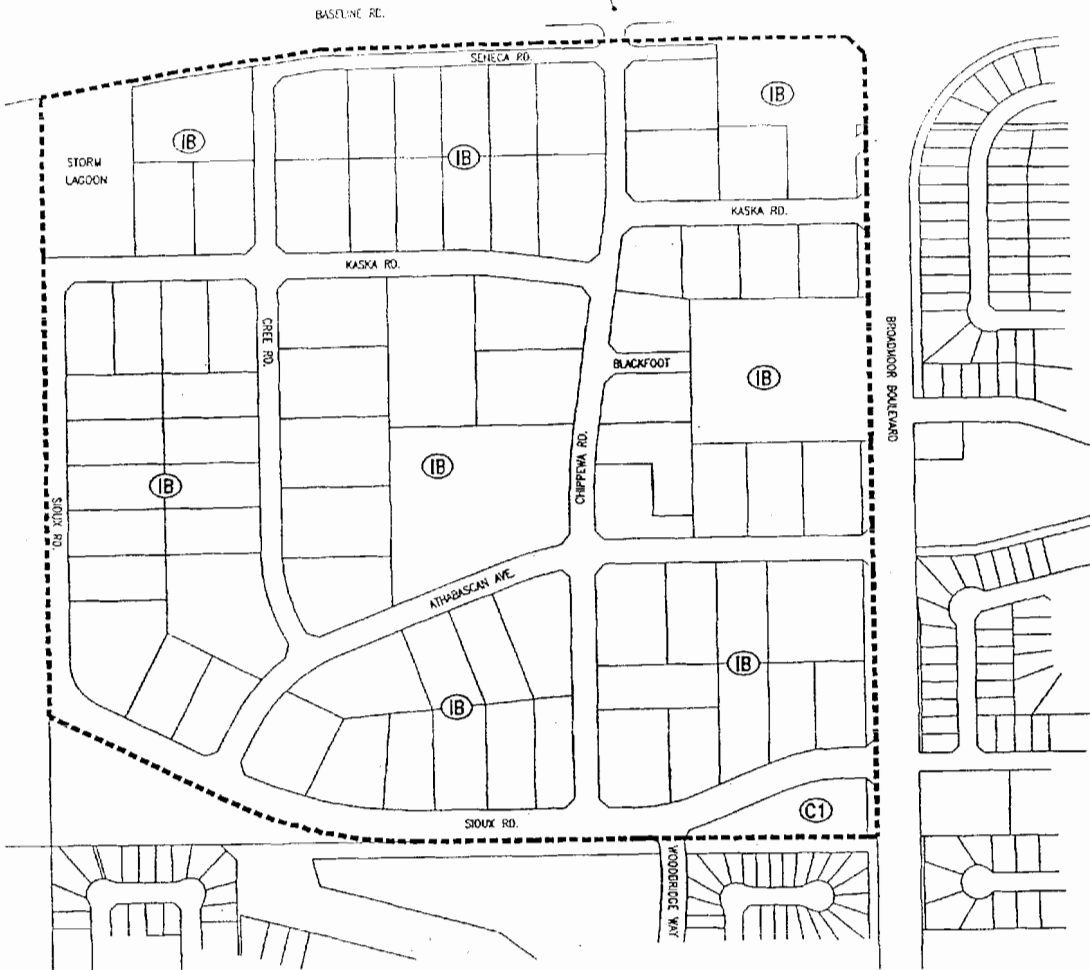 BASELINE RD.
SENECA RD.
IB
IB
IB
STORM
LAGOON
KASKA RD.
KASKA RD.
CREE RD.
BLACKFOOT
IB
BROADMOOR BOULEVARD
CHIPPEWA RD.
IB
IB
SIOUX RD.
ATHABASCAN AVE.
IB
IB
C1
SIOUX RD.
WOODBRIDGE WAY